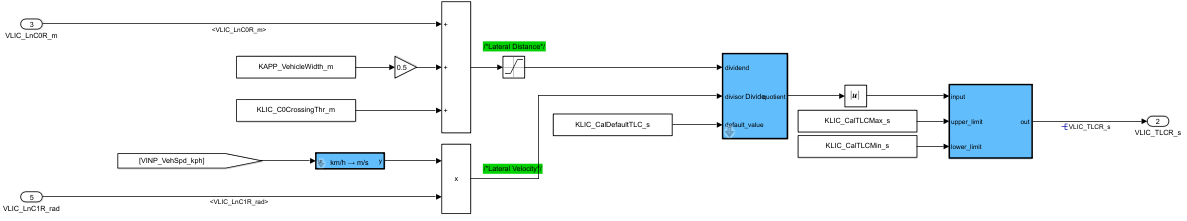 3
VLIC_LnC0R_m
<VLIC_LnC0R_m>
+
KAPP_VehicleWidth_m
0.5
+
KLIC_C0CrossingThr_m
+
/*Lateral Distance*/
dividend
divisor Divide quotient
default_value
KLIC_CalDefaultTLC_s
|u|
input
KLIC_CalTLCMax_s
upper_limit
out
KLIC_CalTLCMin_s
lower_limit
VLIC_TLCR_s
2
VLIC_TLCR_s
[VINP_VehSpd_kph]
km/h → m/s
y
x
/*Lateral Velocity*/
5
VLIC_LnC1R_rad
<VLIC_LnC1R_rad>